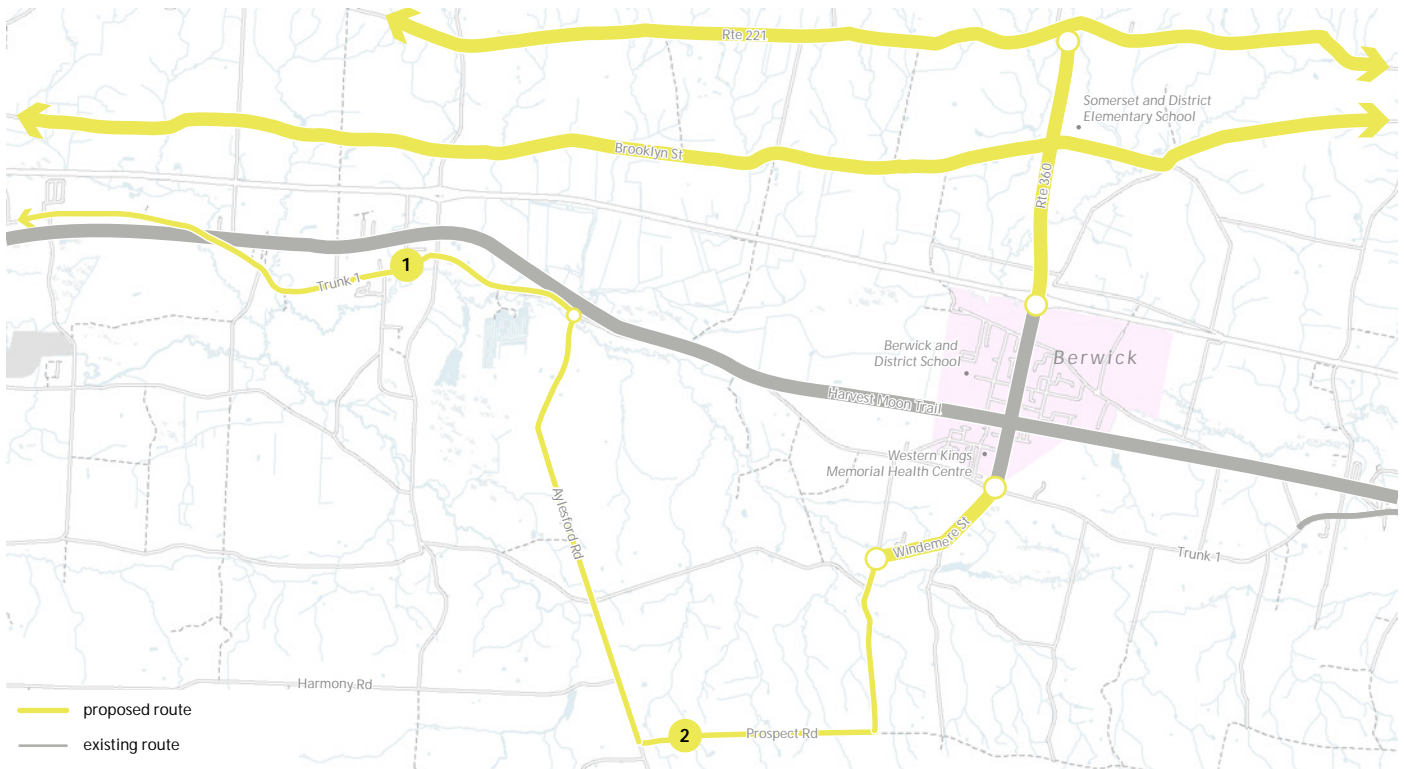 Rte 221
Somerset and District
Elementary School
Brooklyn St
Rte 360
1
Trunk 1
Berwick and
District School
Berwick
Harvest Moon Trail
Western Kings
Memorial Health Centre
Aylesford Rd
Windemere St
Trunk 1
Harmony Rd
proposed route
2
Prospect Rd
existing route